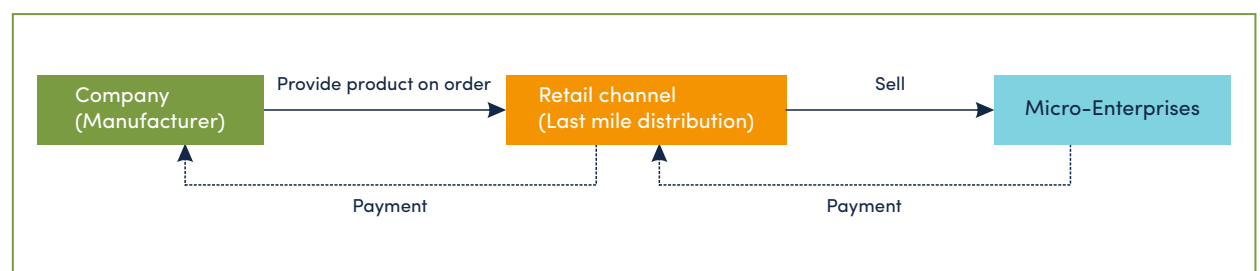 Company
(Manufacturer)
Provide product on order
Retail channel
(Last mile distribution)
Sell
Micro-Enterprises
Payment
Payment